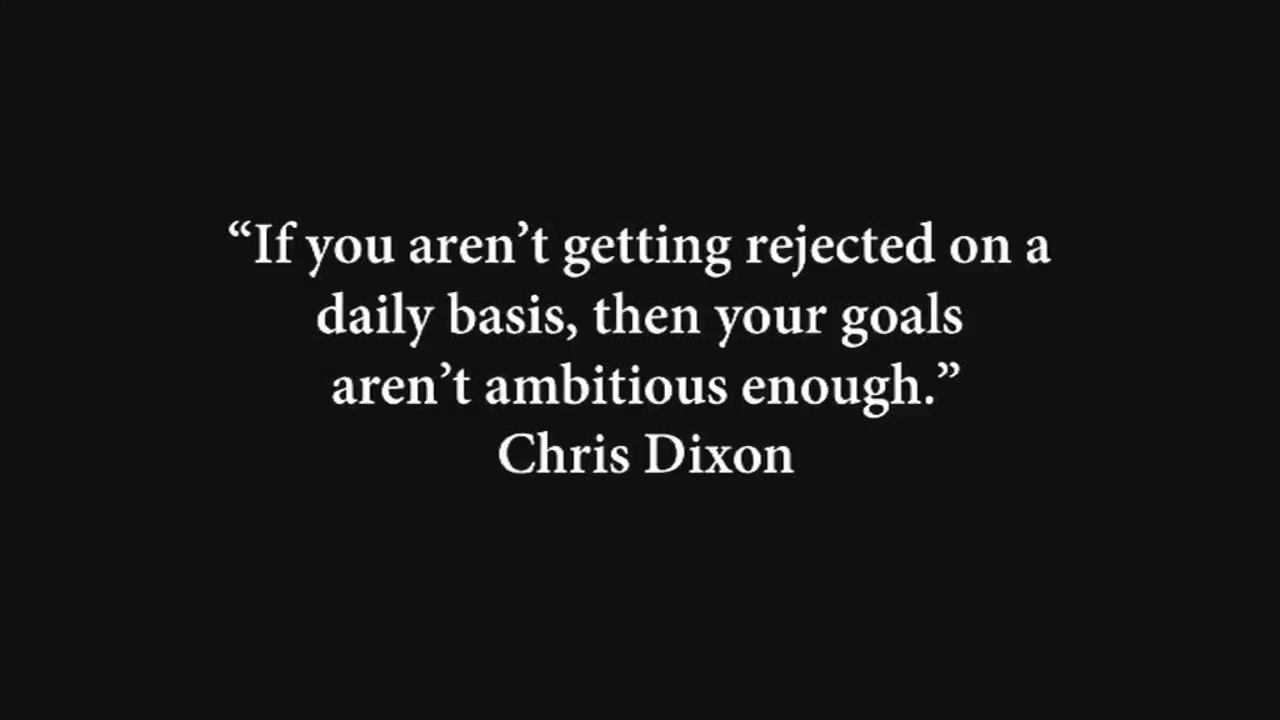 “If you aren’t getting rejected on a
daily basis, then your goals
aren’t ambitious enough.”
Chris Dixon